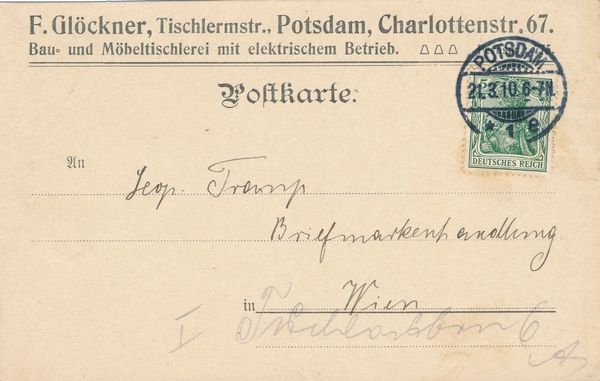 F. Glöckner, Tischlermstr., Potsdam, Charlottenstr. 67.
Bau- und Möbeltischlerei mit elektrischem Betrieb.
POTSDAM
21.3.10.6-7N.
* 1 e
DEUTSCHES REICH
Postkarte.
An
Leop.
Briefmarkenhandlung
in Wien
I